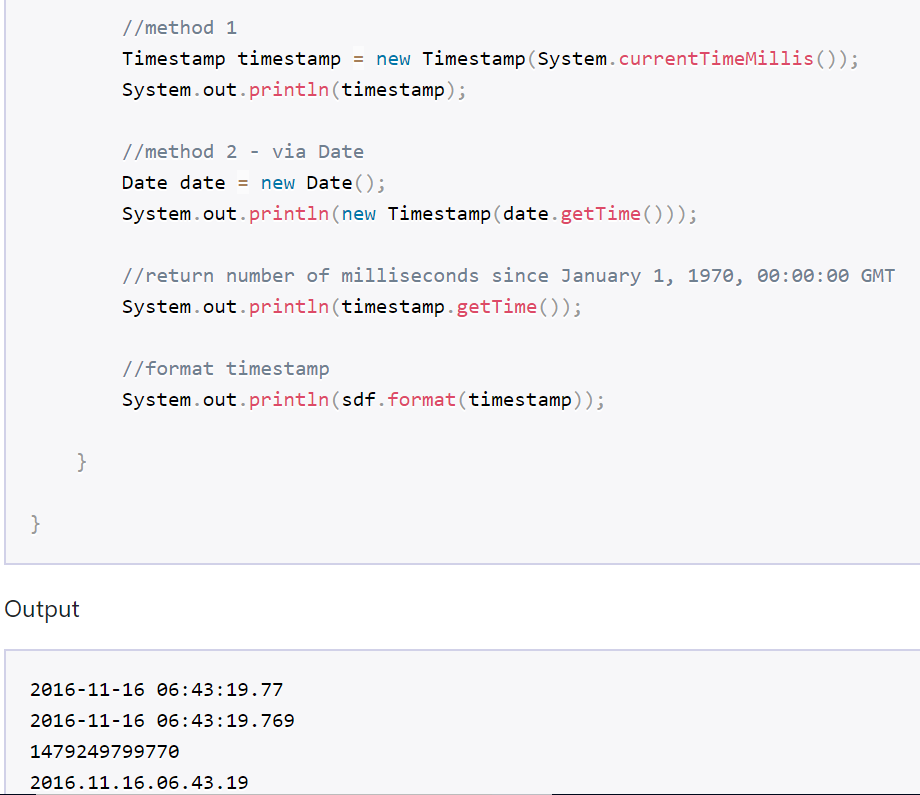 //method 1
Timestamp timestamp = new Timestamp(System.currentTimeMillis());
System.out.println(timestamp);
//method 2 - via Date
Date date = new Date();
System.out.println(new Timestamp(date.getTime()));
//return number of milliseconds since January 1, 1970, 00:00:00 GMT
System.out.println(timestamp.getTime());
//format timestamp
System.out.println(sdf.format(timestamp));
}
}
Output
2016-11-16 06:43:19.77
2016-11-16 06:43:19.769
1479249799770
2016.11.16.06.43.19